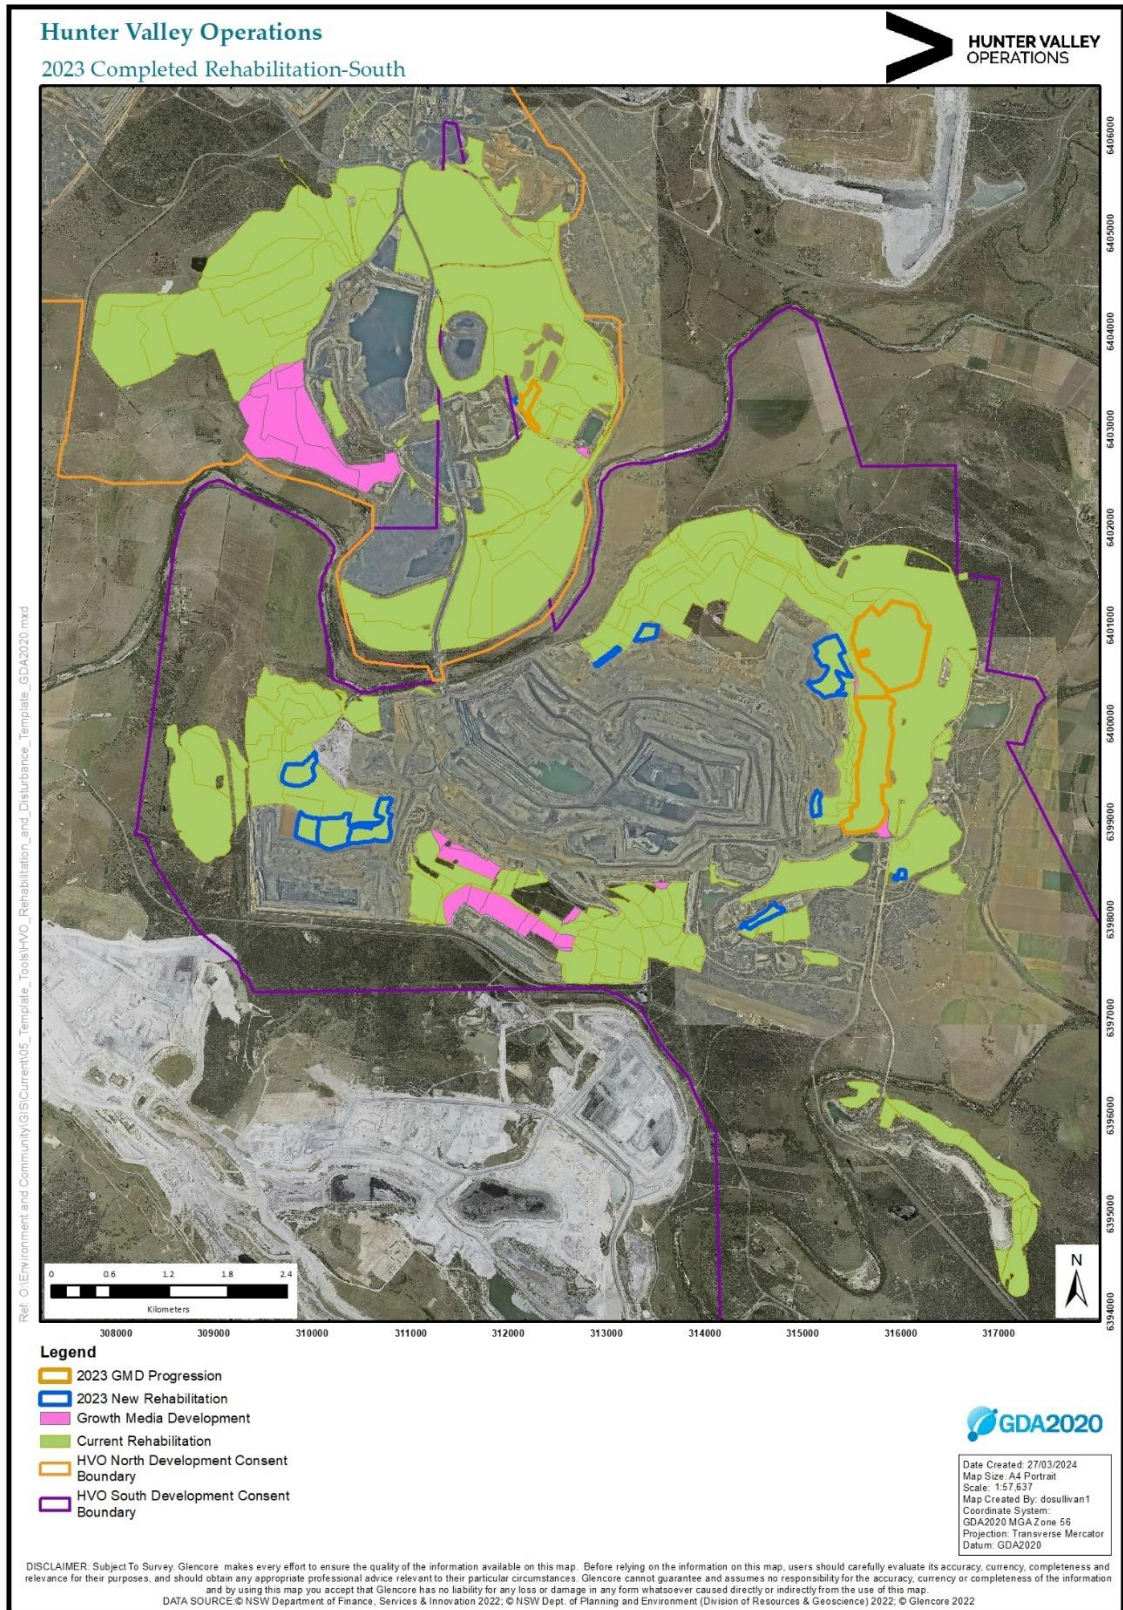 Hunter Valley Operations
2023 Completed Rehabilitation-South
HUNTER VALLEY
OPERATIONS
6406000
6405000
6404000
6403000
6402000
6401000
6400000
6399000
6398000
6397000
6396000
6395000
6394000
Ref: O:\Environment and Community\GIS\Current\05_Template_Tools\HVO_Rehabilitation_and_Disturbance_Template_GDA2020.mxd
0 0.6 1.2 1.8 2.4
Kilometers
N
308000 309000 310000 311000 312000 313000 314000 315000 316000 317000
Legend
2023 GMD Progression
2023 New Rehabilitation
Growth Media Development
Current Rehabilitation
HVO North Development Consent
Boundary
HVO South Development Consent
Boundary
GDA2020
Date Created: 27/03/2024
Map Size: A4 Portrait
Scale: 1:57,637
Map Created By: dosullivan1
Coordinate System:
GDA2020 MGA Zone 56
Projection: Transverse Mercator
Datum: GDA2020
DISCLAIMER: Subject To Survey. Glencore makes every effort to ensure the quality of the information available on this map. Before relying on the information on this map, users should carefully evaluate its accuracy, currency, completeness and
relevance for their purposes, and should obtain any appropriate professional advice relevant to their particular circumstances. Glencore cannot guarantee and assumes no responsibility for the accuracy, currency or completeness of the information
and by using this map you accept that Glencore has no liability for any loss or damage in any form whatsoever caused directly or indirectly from the use of this map.
DATA SOURCE:© NSW Department of Finance, Services & Innovation 2022; © NSW Dept. of Planning and Environment (Division of Resources & Geoscience) 2022; © Glencore 2022